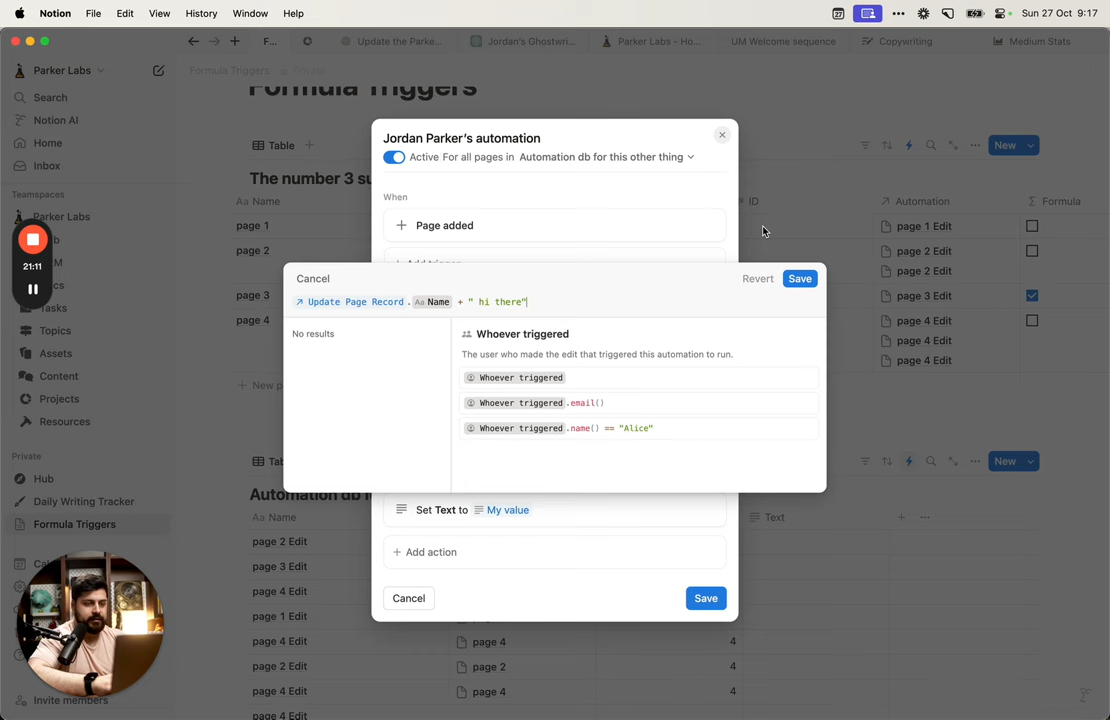 Notion File Edit View History Window Help
27
Sun 27 Oct 9:17
F...
Update the Parke...
Jordan's Ghostwri...
Parker Labs - Ho...
UM Welcome sequence
Copywriting
Medium Stats
Parker Labs
Formula Triggers
Private
Search
Notion AI
Home
Inbox
Teamspaces
Parker Labs
Tasks
Topics
Assets
Content
Projects
Resources
Private
Hub
Daily Writing Tracker
Formula Triggers
Invite members
21:11
Formula Triggers
Table
New
The number 3 su
Aa Name
ID
Automation
Σ Formula
page 1
page 1 Edit
page 2
page 2 Edit
page 2 Edit
page 3
page 3 Edit
page 4
page 4 Edit
page 4 Edit
page 4 Edit
New p
Jordan Parker's automation
Active For all pages in Automation db for this other thing
When
Page added
Add trigger
Cancel
Revert
Save
Update Page Record . Aa Name + " hi there"
No results
Whoever triggered
The user who made the edit that triggered this automation to run.
Whoever triggered
Whoever triggered.email()
Whoever triggered.name() == "Alice"
Set Text to My value
Add action
Cancel
Save
Tab
New
Automation db f
Aa Name
Text
page 2 Edit
page 3 Edit
page 4 Edit
page 1 Edit
page 4 Edit
page 4
4
page 2 Edit
page 2
4
page 4 Edit
page 4
4
page 4 Edit